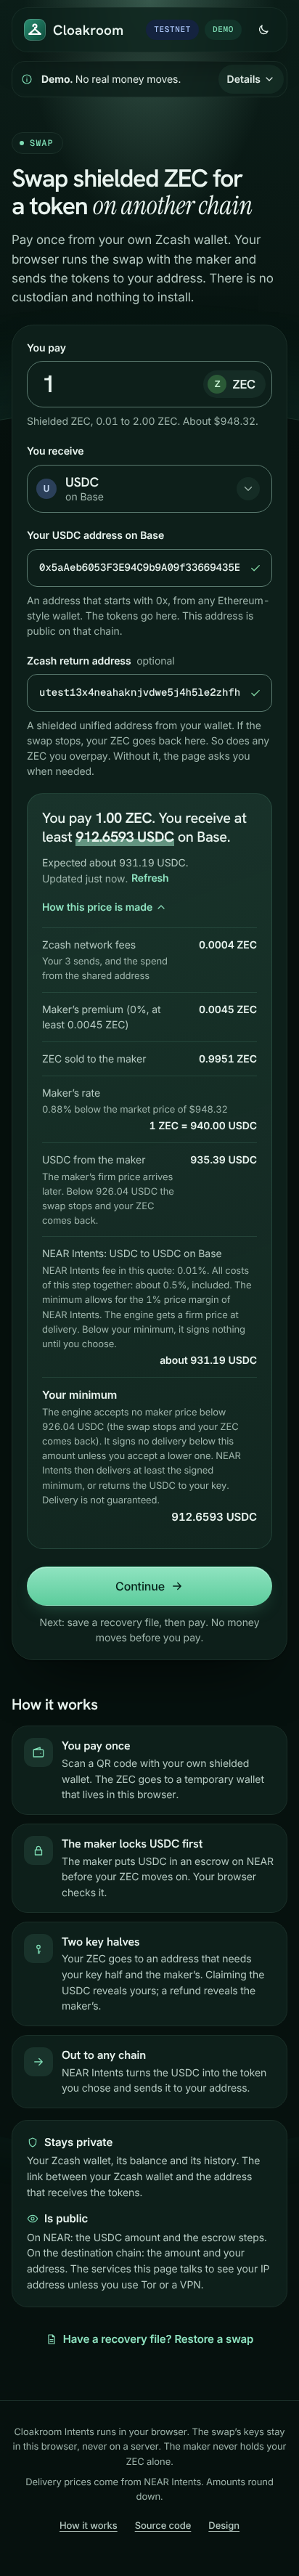 Cloakroom TESTNET DEMO
Demo. No real money moves. Details
SWAP
Swap shielded ZEC for
a token on another chain
Pay once from your own Zcash wallet. Your
browser runs the swap with the maker and
sends the tokens to your address. There is no
custodian and nothing to install.
You pay
1 Z ZEC
Shielded ZEC, 0.01 to 2.00 ZEC. About $948.32.
You receive
U USDC
on Base
Your USDC address on Base
0x5aAeb6053F3E94C9b9A09f33669435E
An address that starts with 0x, from any Ethereum-
style wallet. The tokens go here. This address is
public on that chain.
Zcash return address optional
utest13x4neahaknjvdwe5j4h5le2zhfh
A shielded unified address from your wallet. If the
swap stops, your ZEC goes back here. So does any
ZEC you overpay. Without it, the page asks you
when needed.
You pay 1.00 ZEC. You receive at
least 912.6593 USDC on Base.
Expected about 931.19 USDC.
Updated just now. Refresh
How this price is made
Zcash network fees 0.0004 ZEC
Your 3 sends, and the spend
from the shared address
Maker's premium (0%, at 0.0045 ZEC
least 0.0045 ZEC)
ZEC sold to the maker 0.9951 ZEC
Maker's rate
0.88% below the market price of $948.32
1 ZEC = 940.00 USDC
USDC from the maker 935.39 USDC
The maker's firm price arrives
later. Below 926.04 USDC the
swap stops and your ZEC
comes back.
NEAR Intents: USDC to USDC on Base
NEAR Intents fee in this quote: 0.01%. All costs
of this step together: about 0.5%, included. The
minimum allows for the 1% price margin of
NEAR Intents. The engine gets a firm price at
delivery. Below your minimum, it signs nothing
until you choose.
about 931.19 USDC
Your minimum
The engine accepts no maker price below
926.04 USDC (the swap stops and your ZEC
comes back). It signs no delivery below this
amount unless you accept a lower one. NEAR
Intents then delivers at least the signed
minimum, or returns the USDC to your key.
Delivery is not guaranteed.
912.6593 USDC
Continue
Next: save a recovery file, then pay. No money
moves before you pay.
How it works
You pay once
Scan a QR code with your own shielded
wallet. The ZEC goes to a temporary wallet
that lives in this browser.
The maker locks USDC first
The maker puts USDC in an escrow on NEAR
before your ZEC moves on. Your browser
checks it.
Two key halves
Your ZEC goes to an address that needs
your key half and the maker's. Claiming the
USDC reveals yours; a refund reveals the
maker's.
Out to any chain
NEAR Intents turns the USDC into the token
you chose and sends it to your address.
Stays private
Your Zcash wallet, its balance and its history. The
link between your Zcash wallet and the address
that receives the tokens.
Is public
On NEAR: the USDC amount and the escrow steps.
On the destination chain: the amount and your
address. The services this page talks to see your IP
address unless you use Tor or a VPN.
Have a recovery file? Restore a swap
Cloakroom Intents runs in your browser. The swap's keys stay
in this browser, never on a server. The maker never holds your
ZEC alone.
Delivery prices come from NEAR Intents. Amounts round
down.
How it works Source code Design